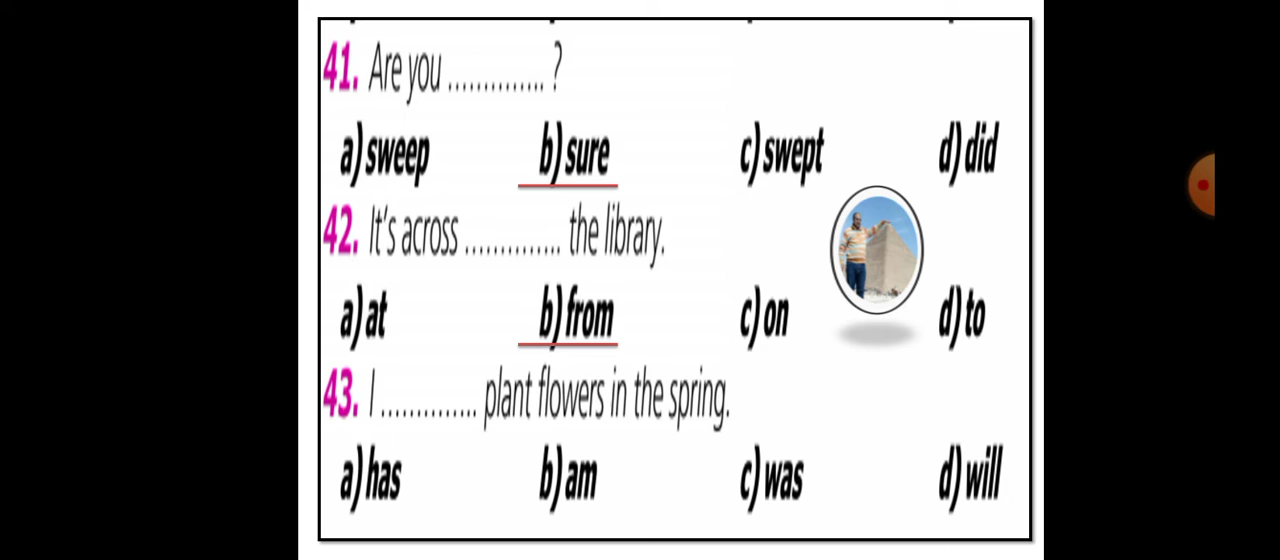 41. Are you .............. ?
a) sweep b) sure c) swept d) did
42. It's across .............. the library.
a) at b) from c) on d) to
43. I .............. plant flowers in the spring.
a) has b) am c) was d) will